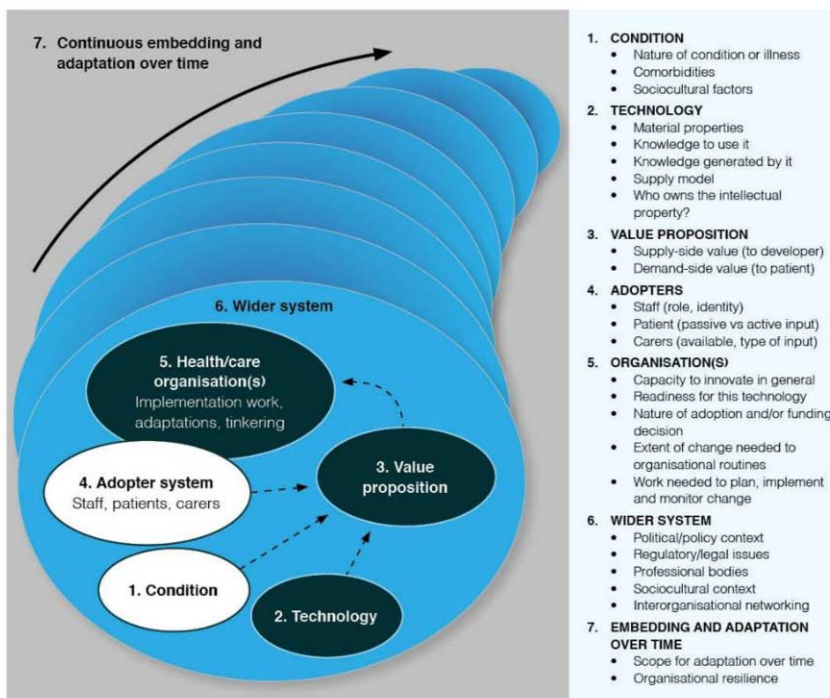 7. Continuous embedding and
adaptation over time
6. Wider system
5. Health/care
organisation(s)
Implementation work,
adaptations, tinkering
4. Adopter system
Staff, patients, carers
3. Value
proposition
1. Condition
2. Technology
1. CONDITION
• Nature of condition or illness
• Comorbidities
• Sociocultural factors
2. TECHNOLOGY
• Material properties
• Knowledge to use it
• Knowledge generated by it
• Supply model
• Who owns the intellectual
property?
3. VALUE PROPOSITION
• Supply-side value (to developer)
• Demand-side value (to patient)
4. ADOPTERS
• Staff (role, identity)
• Patient (passive vs active input)
• Carers (available, type of input)
5. ORGANISATION(S)
• Capacity to innovate in general
• Readiness for this technology
• Nature of adoption and/or funding
decision
• Extent of change needed to
organisational routines
• Work needed to plan, implement
and monitor change
6. WIDER SYSTEM
• Political/policy context
• Regulatory/legal issues
• Professional bodies
• Sociocultural context
• Interorganisational networking
7. EMBEDDING AND ADAPTATION
OVER TIME
• Scope for adaptation over time
• Organisational resilience